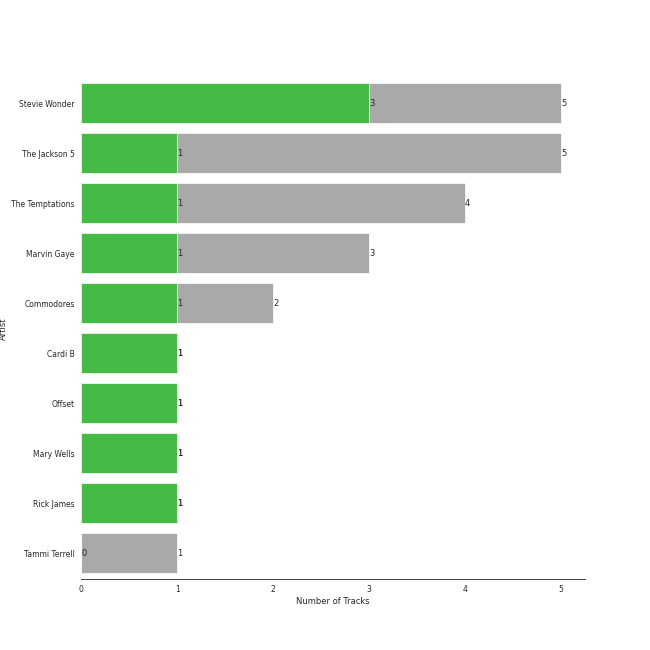 Stevie Wonder 3 5
The Jackson 5 1 5
The Temptations 1 4
Marvin Gaye 1 3
Commodores 1 2
Artist
Cardi B 1
Offset 1
Mary Wells 1
Rick James 1
Tammi Terrell 0 1
0 1 2 3 4 5
Number of Tracks